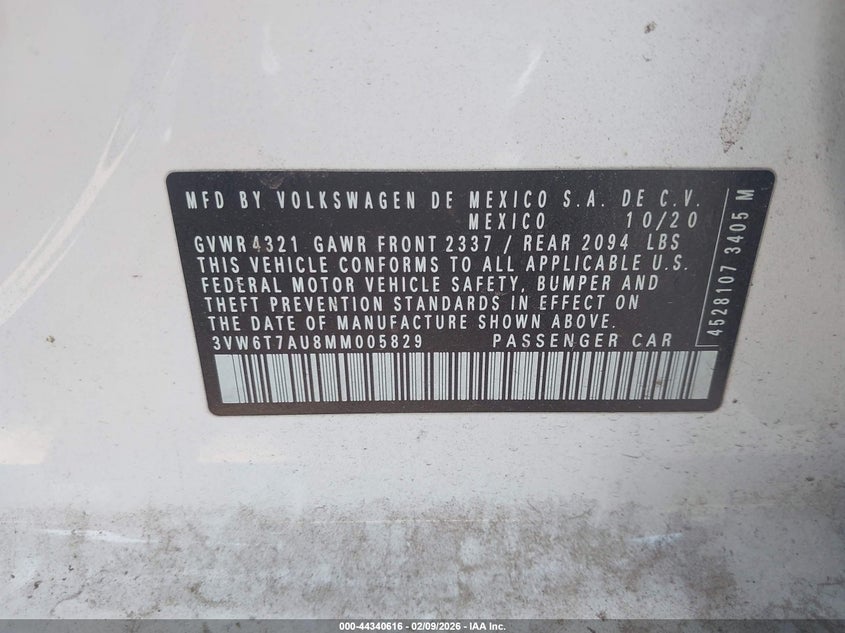 MFD BY VOLKSWAGEN DE MEXICO S.A. DE C.V.
MEXICO 10/20
GVWR 4321 GAWR FRONT 2337 / REAR 2094 LBS
THIS VEHICLE CONFORMS TO ALL APPLICABLE U.S.
FEDERAL MOTOR VEHICLE SAFETY, BUMPER AND
THEFT PREVENTION STANDARDS IN EFFECT ON
THE DATE OF MANUFACTURE SHOWN ABOVE.
3VW6T7AU8MM005829 PASSENGER CAR
4528107 3405 M
000-44340616 - 02/09/2026 - IAA Inc.